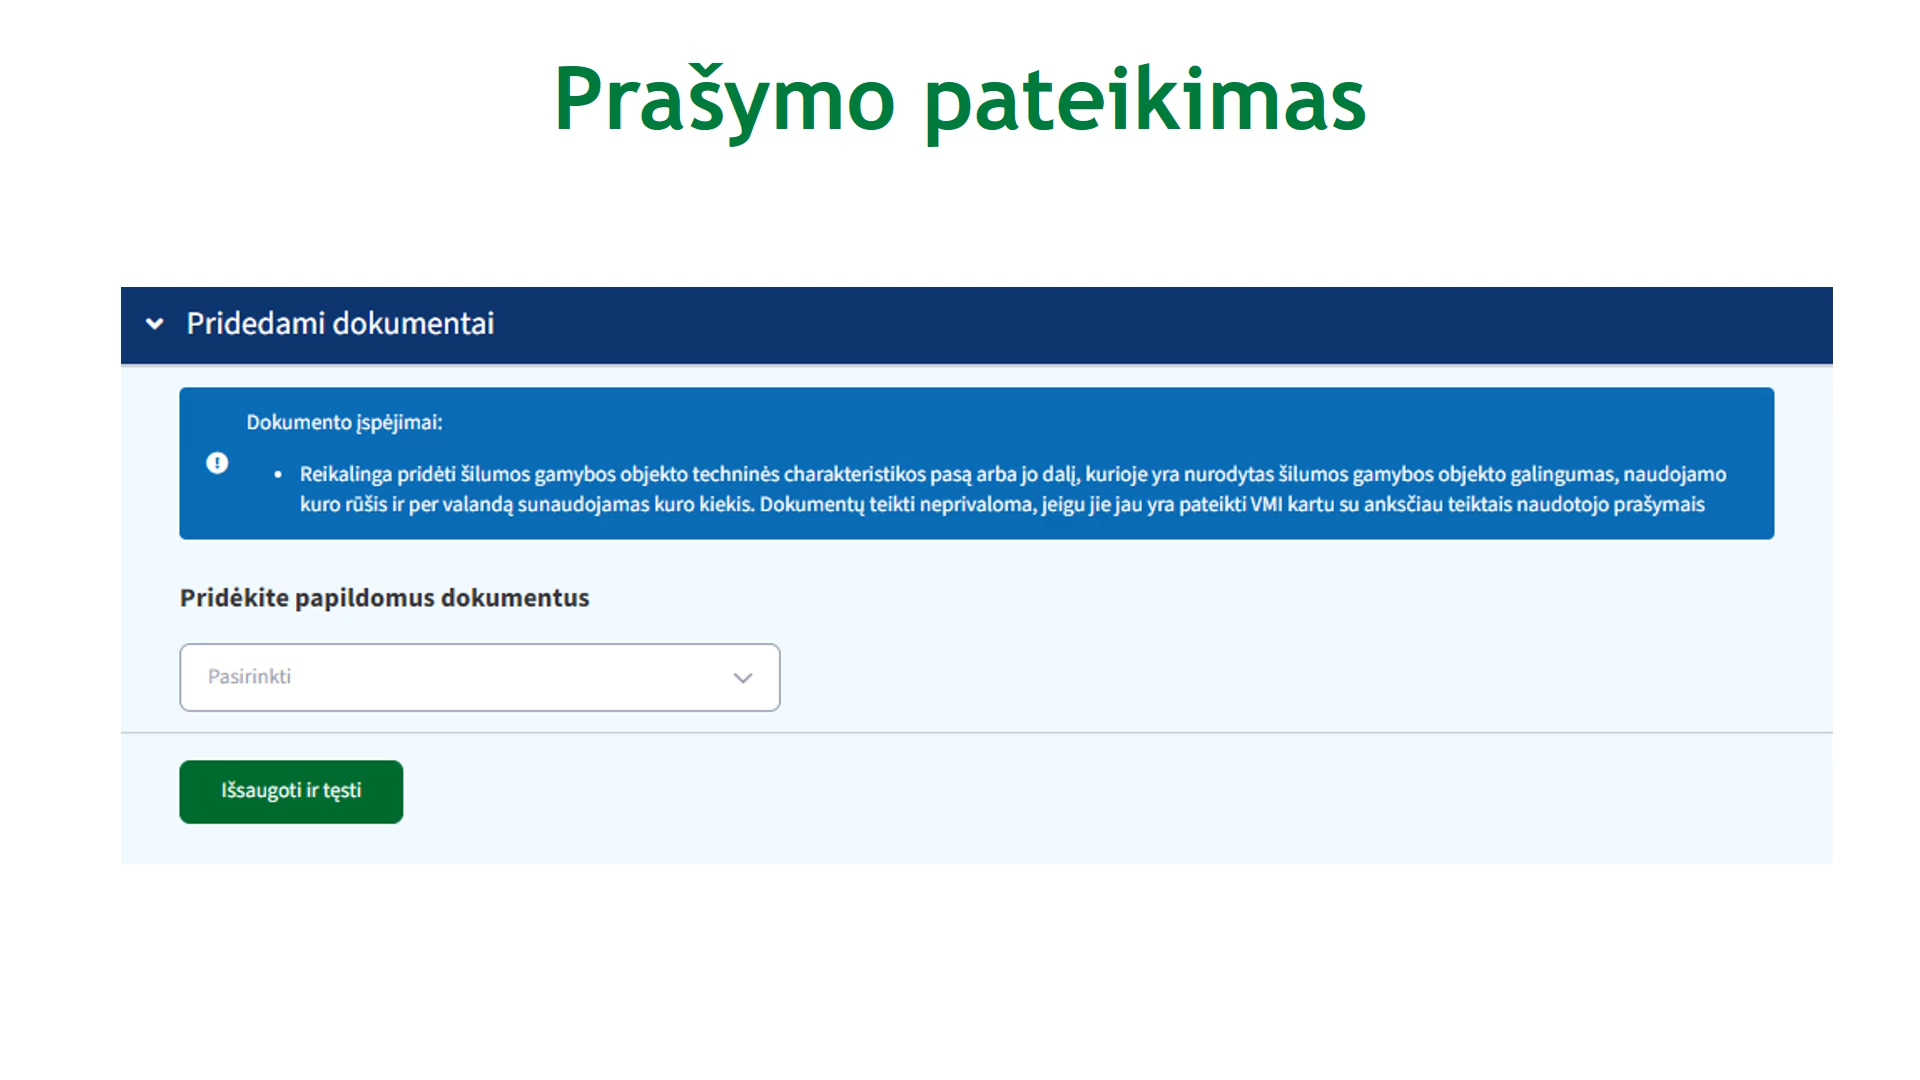 Prašymo pateikimas
Pridedami dokumentai
Dokumento įspėjimai:
• Reikalinga pridėti šilumos gamybos objekto techninės charakteristikos pasą arba jo dalį, kurioje yra nurodytas šilumos gamybos objekto galingumas, naudojamo
kuro rūšis ir per valandą sunaudojamas kuro kiekis. Dokumentų teikti neprivaloma, jeigu jie jau yra pateikti VMI kartu su anksčiau teiktais naudotojo prašymais
Pridėkite papildomus dokumentus
Pasirinkti
Išsaugoti ir tęsti